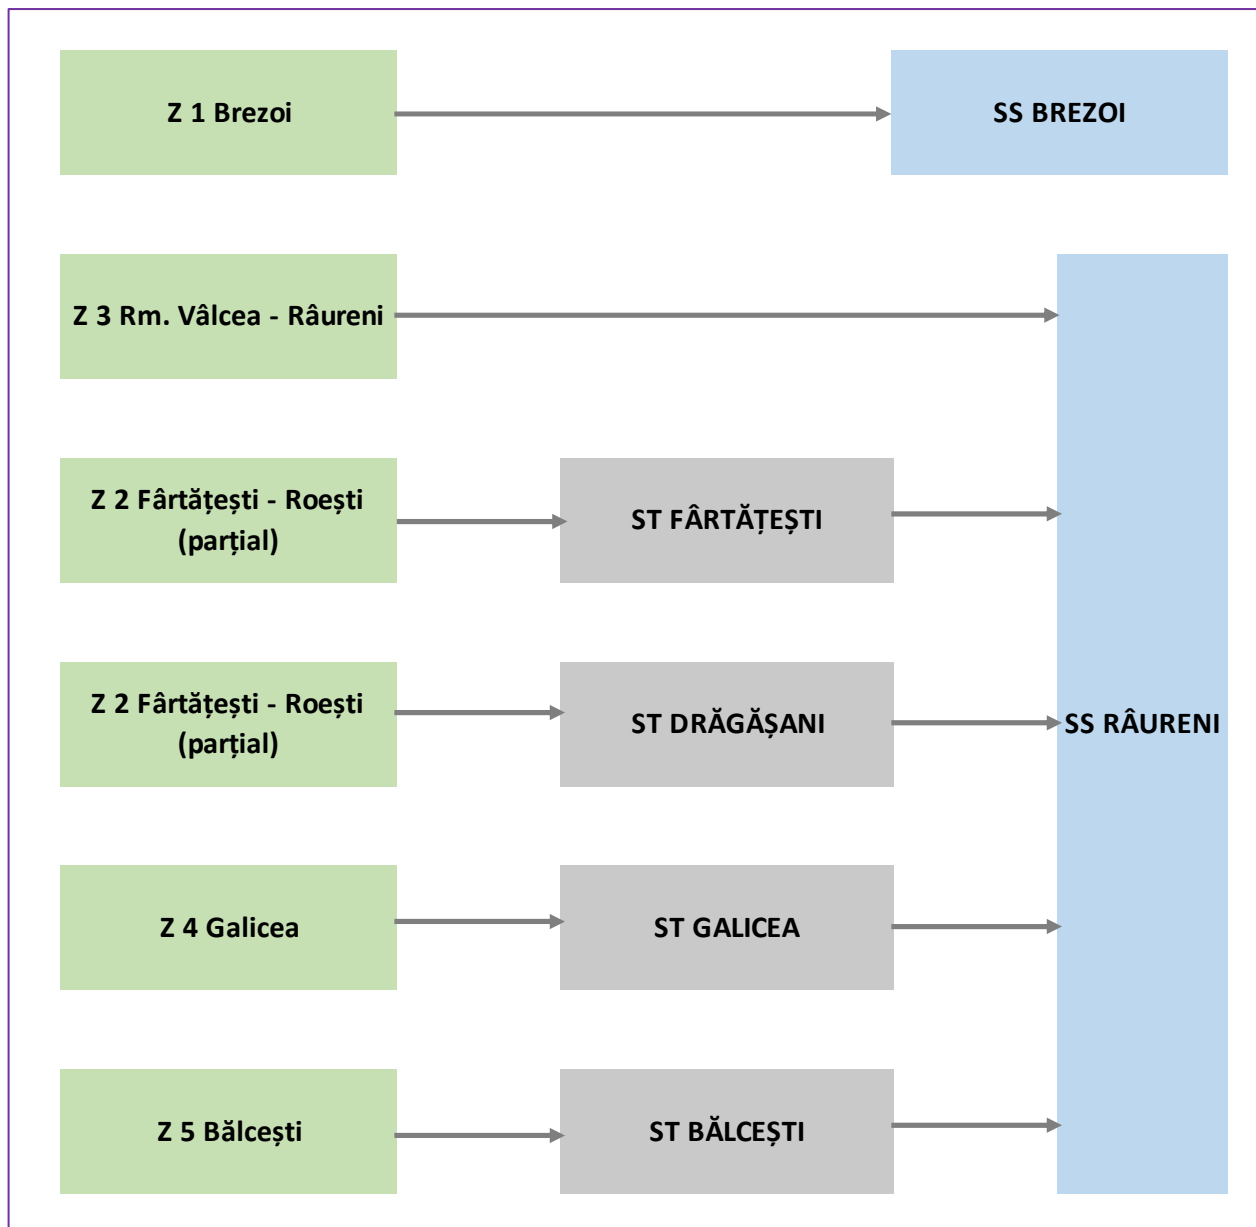 Z 1 Brezoi
SS BREZOI
Z 3 Rm. Vâlcea - Râureni
Z 2 Fârtățești - Roești
(parțial)
ST FÂRTĂȚEȘTI
Z 2 Fârtățești - Roești
(parțial)
ST DRĂGĂȘANI
SS RÂURENI
Z 4 Galicea
ST GALICEA
Z 5 Bălcești
ST BĂLCEȘTI